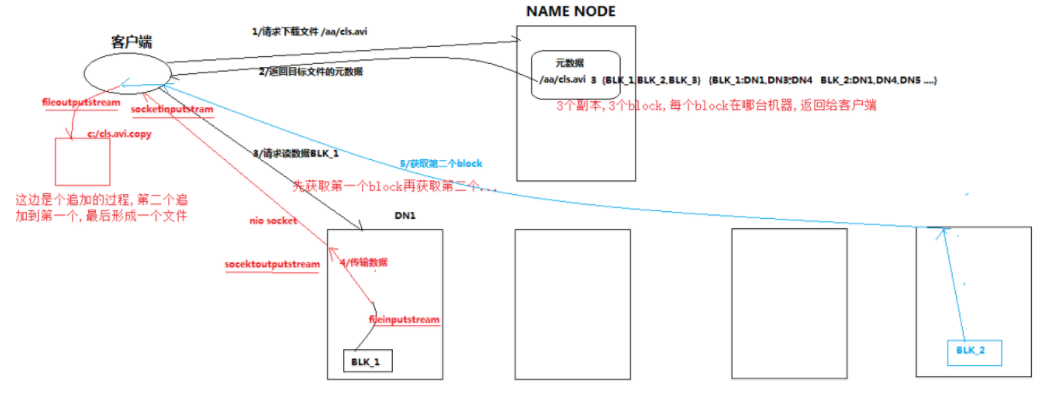 NAME NODE
1/请求下载文件 /aa/cls.avi
客户端
元数据
2/返回目标文件的元数据
/aa/cls.avi 3 {BLK_1,BLK_2,BLK_3} {BLK_1:DN1,DN3,DN4 BLK_2:DN1,DN4,DN5 ....}
3个副本,3个block,每个block在哪台机器,返回给客户端
fileoutputstream
socketinputstram
c:/cls.avi.copy
3/请求读数据BLK_1
5/获取第二个block
先获取第一个block再获取第二个...
这边是个追加的过程,第二个追
加到第一个,最后形成一个文件
nio socket
DN1
socektoutputstream
4/传输数据
fileinputstream
BLK_1
BLK_2